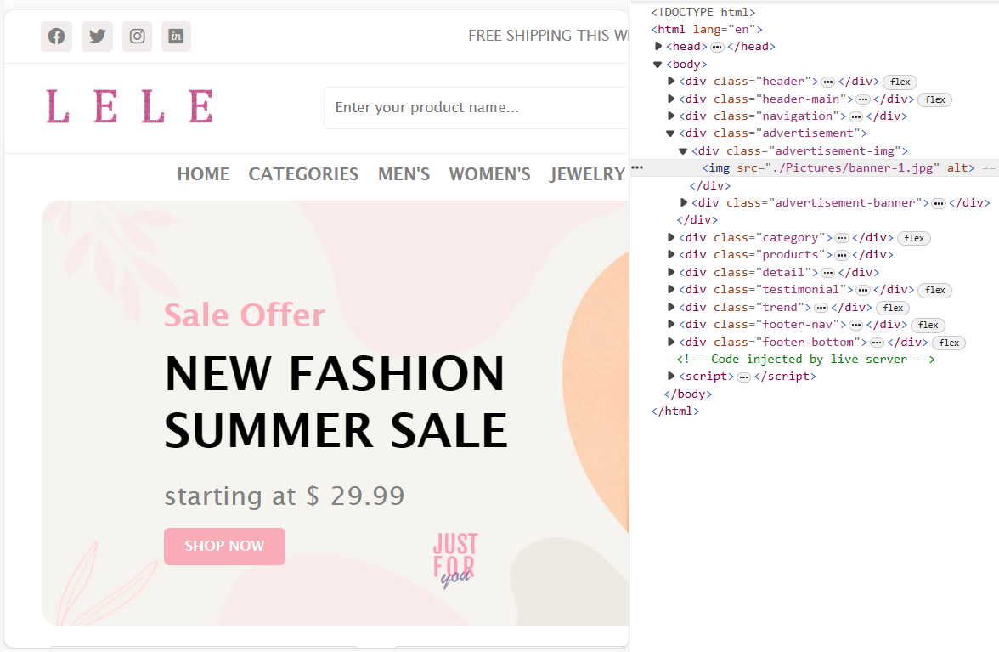 FREE SHIPPING THIS W
LELE
Enter your product name...
HOME CATEGORIES MEN'S WOMEN'S JEWELRY
Sale Offer
NEW FASHION
SUMMER SALE
starting at $ 29.99
SHOP NOW
JUST
FOR
you
<!DOCTYPE html>
<html lang="en">
<head> ⋯ </head>
<body>
<div class="header"> ⋯ </div> flex
<div class="header-main"> ⋯ </div> flex
<div class="navigation"> ⋯ </div>
<div class="advertisement">
<div class="advertisement-img">
<img src="./Pictures/banner-1.jpg" alt> ==
</div>
<div class="advertisement-banner"> ⋯ </div>
</div>
<div class="category"> ⋯ </div> flex
<div class="products"> ⋯ </div>
<div class="detail"> ⋯ </div>
<div class="testimonial"> ⋯ </div> flex
<div class="trend"> ⋯ </div> flex
<div class="footer-nav"> ⋯ </div> flex
<div class="footer-bottom"> ⋯ </div> flex
<!-- Code injected by live-server -->
<script> ⋯ </script>
</body>
</html>